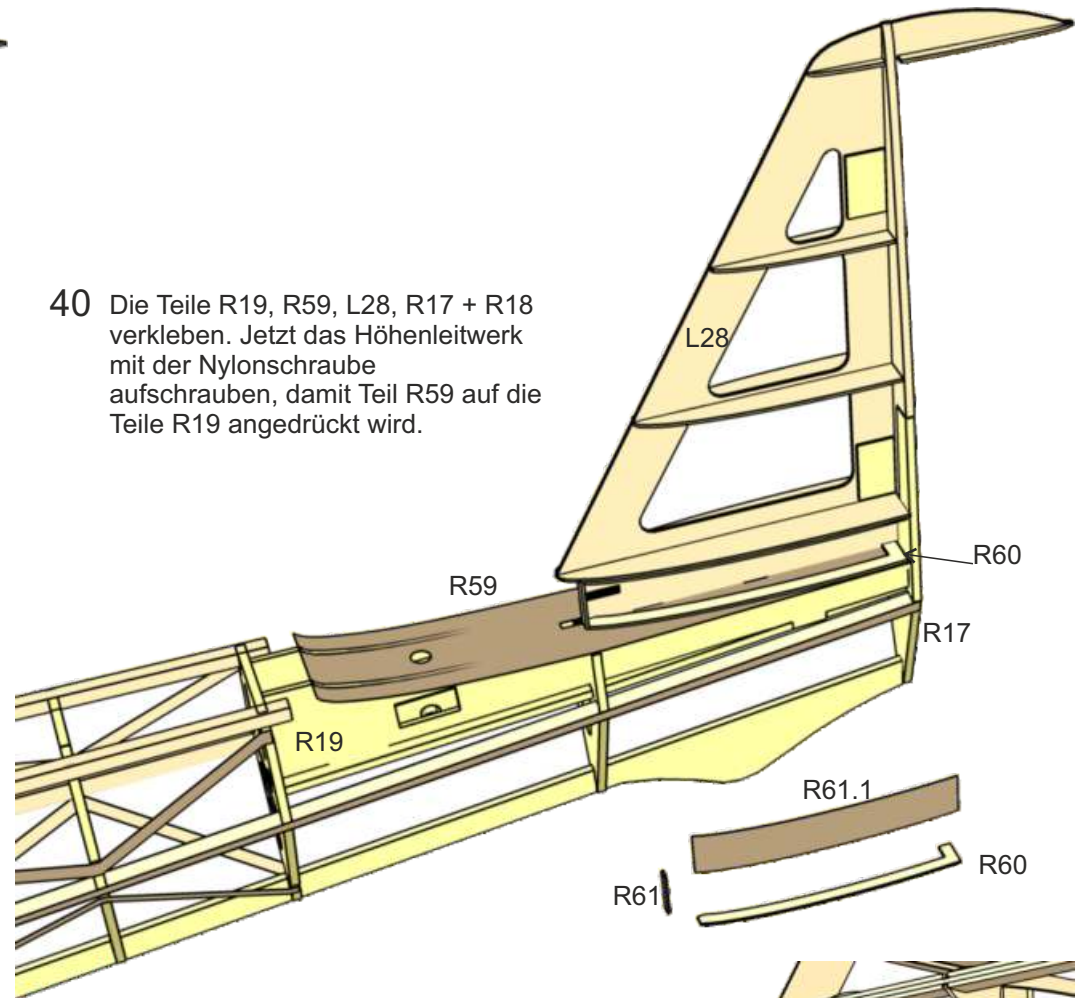 40 Die Teile R19, R59, L28, R17 + R18
verkleben. Jetzt das Höhenleitwerk
mit der Nylonschraube
aufschrauben, damit Teil R59 auf die
Teile R19 angedrückt wird.
L28
R60
R59
R17
R19
R61.1
R60
R61